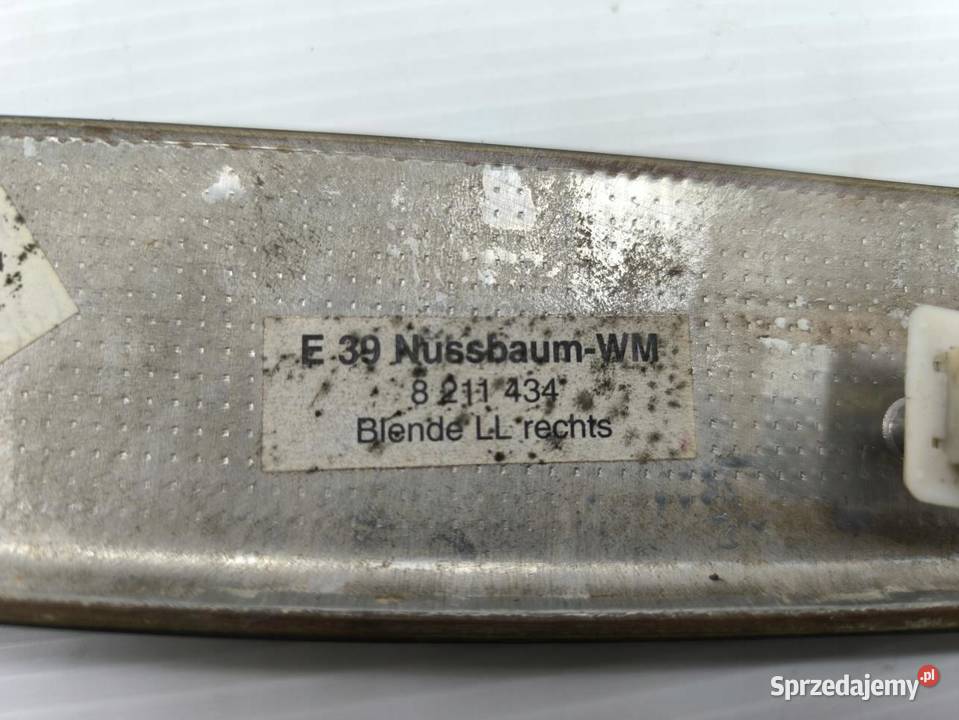 E 39 Nussbaum-WM
8 211 434
Blende LL rechts
Sprzedajemy.pl